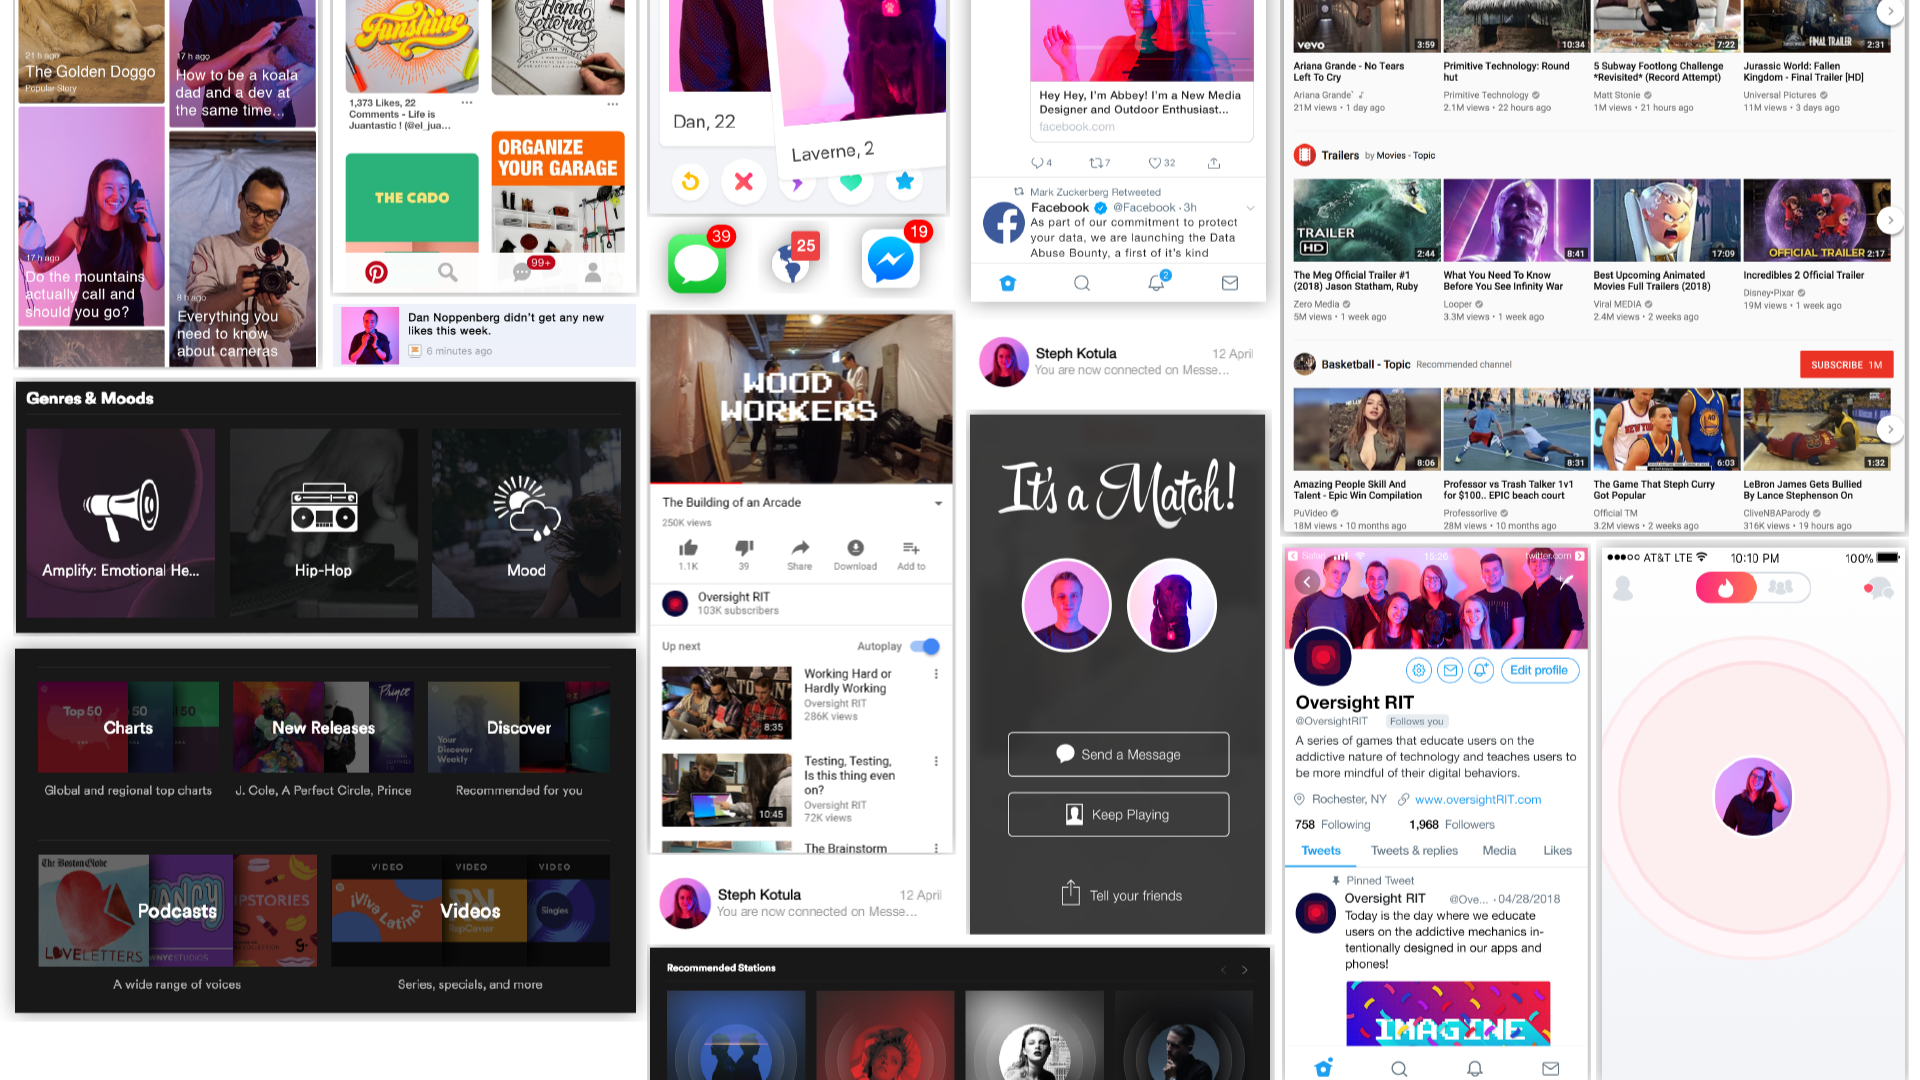 21 h ago
The Golden Doggo
Popular Story
17 h ago
How to be a koala
dad and a dev at
the same time...
17 h ago
Do the mountains
actually call and
should you go?
8 h ago
Everything you
need to know
about cameras
Funshine
1,373 Likes, 22
Comments - Life is
Juantastic ! (@el_jua...
Hand
Lettering
THE CADO
ORGANIZE
YOUR GARAGE
99+
Dan Noppenberg didn't get any new
likes this week.
6 minutes ago
Genres & Moods
Amplify: Emotional He...
Hip-Hop
Mood
Top 50
50
Charts
Global and regional top charts
Prince
New Releases
J. Cole, A Perfect Circle, Prince
Your
Discover
Weekly
Discover
Recommended for you
The Boston Globe
LOVELETTERS
WNYCSTUDIOS
Podcasts
A wide range of voices
VIDEO
VIDEO
VIDEO
¡Viva Latino!
RapCaviar
Singles
Videos
Series, specials, and more
Dan, 22
Laverne, 2
39
25
19
WOOD
WORKERS
The Building of an Arcade
250K views
1.1K
39
Share
Download
Add to
Oversight RIT
103K subscribers
Up next
Autoplay
Working Hard or
Hardly Working
Oversight RIT
286K views
8:35
Testing, Testing,
Is this thing even
on?
Oversight RIT
72K views
10:45
The Brainstorm
Steph Kotula
12 April
You are now connected on Messe...
Recommended Stations
Hey Hey, I'm Abbey! I'm a New Media
Designer and Outdoor Enthusiast...
facebook.com
4
7
32
Mark Zuckerberg Retweeted
Facebook @Facebook · 3h
As part of our commitment to protect
your data, we are launching the Data
Abuse Bounty, a first of it's kind
2
Steph Kotula
12 April
You are now connected on Messe...
It's a Match!
Send a Message
Keep Playing
Tell your friends
vevo
3:59
Ariana Grande - No Tears
Left To Cry
Ariana Grande
21M views • 1 day ago
10:34
Primitive Technology: Round
hut
Primitive Technology
2.1M views • 22 hours ago
7:22
5 Subway Footlong Challenge
*Revisited* (Record Attempt)
Matt Stonie
1M views • 21 hours ago
FINAL TRAILER
2:31
Jurassic World: Fallen
Kingdom - Final Trailer [HD]
Universal Pictures
11M views • 3 days ago
Trailers by Movies - Topic
TRAILER
HD
2:44
The Meg Official Trailer #1
(2018) Jason Statham, Ruby
Zero Media
5M views • 1 week ago
8:41
What You Need To Know
Before You See Infinity War
Looper
3.3M views • 1 week ago
17:09
Best Upcoming Animated
Movies Full Trailers (2018)
Viral MEDIA
2.4M views • 2 weeks ago
OFFICIAL TRAILER
2:17
Incredibles 2 Official Trailer
Disney•Pixar
19M views • 1 week ago
Basketball - Topic Recommended channel
SUBSCRIBE 1M
8:06
Amazing People Skill And
Talent - Epic Win Compilation
PuVideo
18M views • 10 months ago
8:31
Professor vs Trash Talker 1v1
for $100.. EPIC beach court
Professorlive
28M views • 10 months ago
6:03
The Game That Steph Curry
Got Popular
Official TM
3.2M views • 2 weeks ago
1:32
LeBron James Gets Bullied
By Lance Stephenson On
CliveNBAParody
316K views • 19 hours ago
Safari
15:26
twitter.com
Edit profile
Oversight RIT
@OversightRIT Follows you
A series of games that educate users on the
addictive nature of technology and teaches users to
be more mindful of their digital behaviors.
Rochester, NY www.oversightRIT.com
758 Following 1,968 Followers
Tweets Tweets & replies Media Likes
Pinned Tweet
Oversight RIT @Ove... · 04/28/2018
Today is the day where we educate
users on the addictive mechanics in-
tentionally designed in our apps and
phones!
IMAGINE
AT&T LTE 10:10 PM 100%